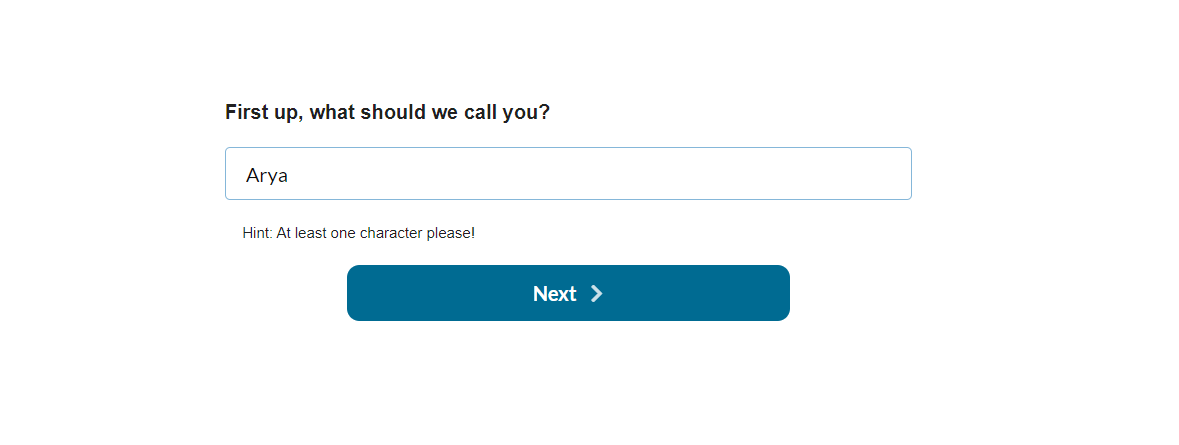 First up, what should we call you?
Arya
Hint: At least one character please!
Next